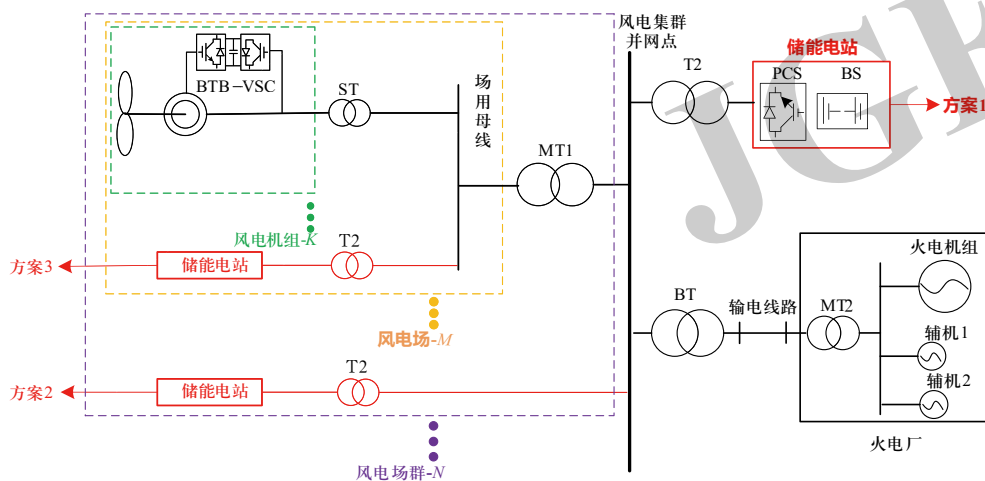 风电集群
并网点
储能电站
T2
PCS
BS
方案1
BTB-VSC
ST
场用母线
MT1
风电机组-K
T2
储能电站
方案3
风电场-M
T2
储能电站
方案2
风电场群-N
BT
输电线路
MT2
火电机组
辅机1
辅机2
火电厂